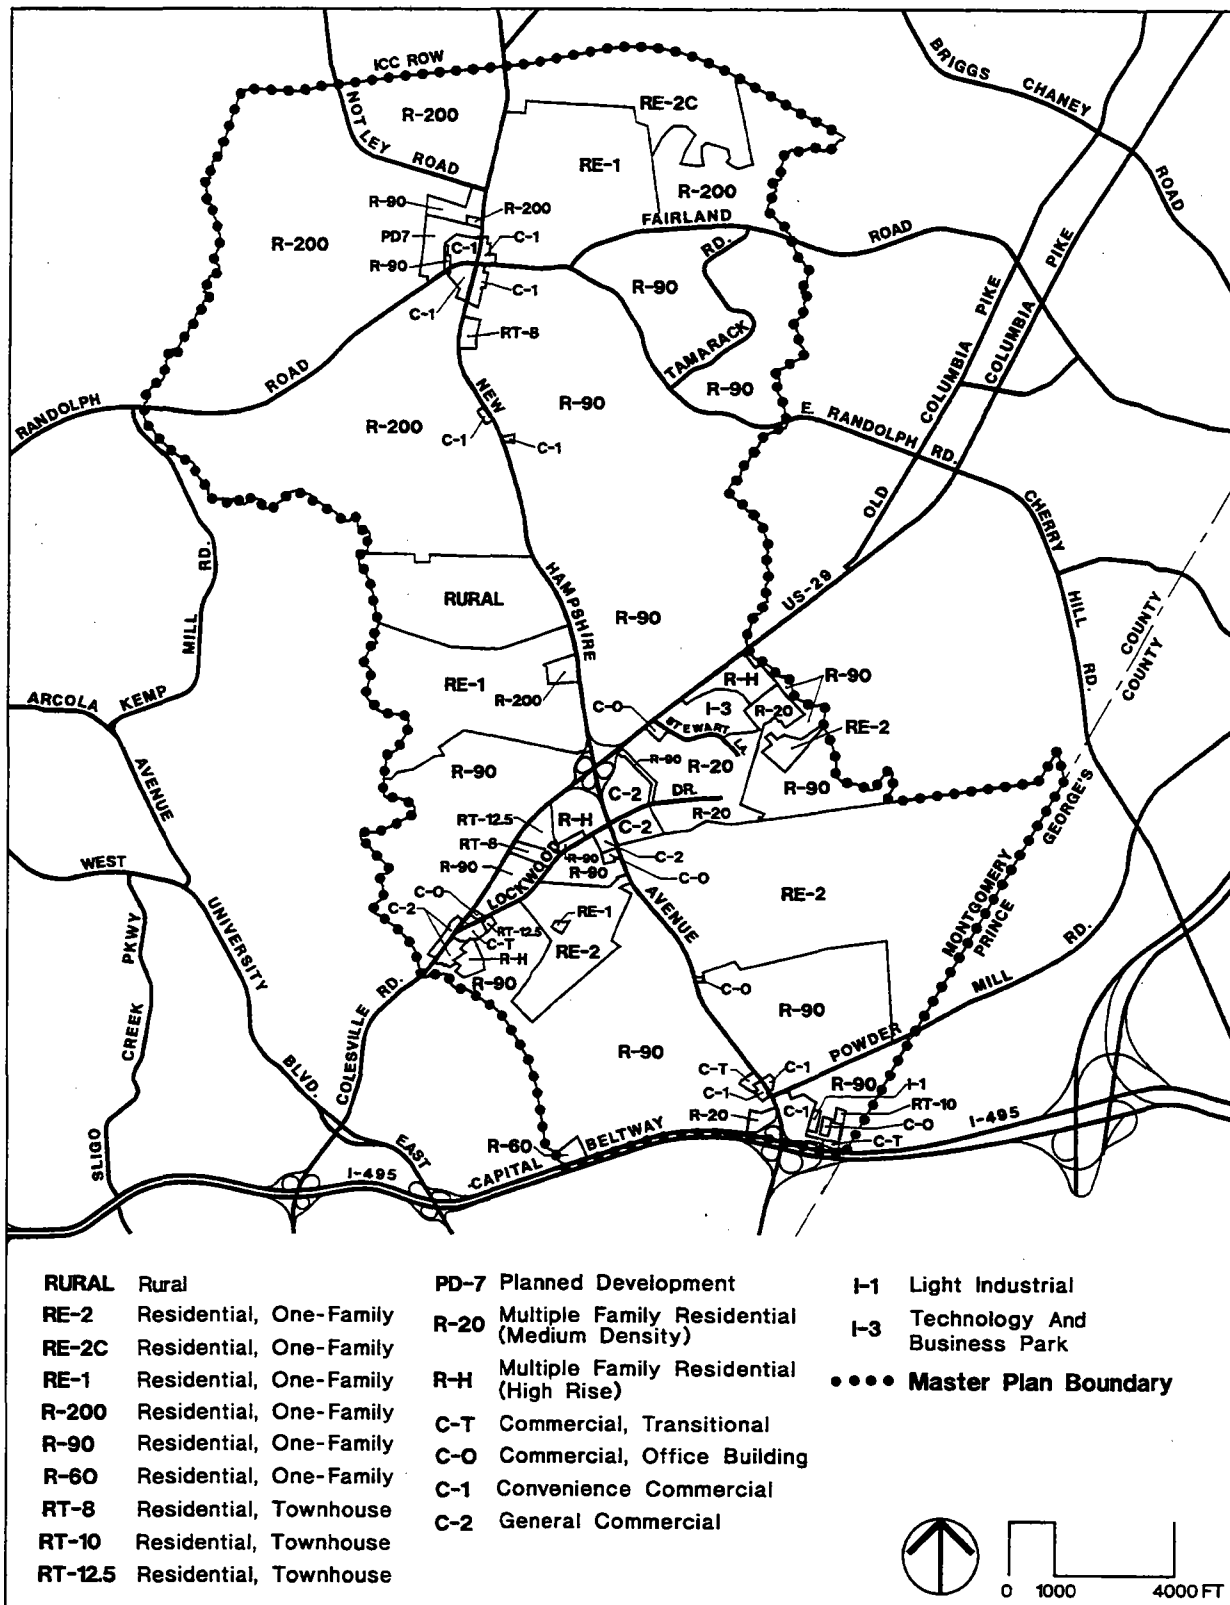 ICC ROW
BRIGGS CHANEY ROAD
NOTLEY ROAD
R-200
RE-2C
RE-1
R-90
R-200
R-200
FAIRLAND ROAD
R-200
PD7
C-1
C-1
R-90
C-1
C-1
R-90
RD.
TAMARACK
RT-8
OLD COLUMBIA PIKE
COLUMBIA PIKE
RANDOLPH ROAD
NEW HAMPSHIRE AVENUE
R-90
R-90
R-200
C-1
C-1
E. RANDOLPH RD.
CHERRY HILL RD.
KEMP MILL RD.
US-29
RURAL
R-90
COUNTY
COUNTY
RE-1
R-200
R-H
R-90
ARCOLA AVENUE
C-O
I-3
R-20
STEWART LA.
RE-2
R-90
R-90
R-20
R-90
C-2
DR.
RT-12.5
R-H
C-2
R-20
RT-8
LOCKWOOD
R-90
C-2
R-90
R-90
C-O
WEST
UNIVERSITY BLVD.
EAST
C-O
C-2
RE-1
RE-2
RT-12.5
C-T
RE-2
R-H
R-90
MONTGOMERY
PRINCE GEORGE'S
SLIGO CREEK PKWY
COLESVILLE RD.
C-O
R-90
POWDER MILL RD.
R-90
C-T
C-1
C-1
R-90
I-1
C-1
RT-10
R-20
C-O
C-T
I-495
R-60
CAPITAL BELTWAY
I-495
RURAL Rural
RE-2 Residential, One-Family
RE-2C Residential, One-Family
RE-1 Residential, One-Family
R-200 Residential, One-Family
R-90 Residential, One-Family
R-60 Residential, One-Family
RT-8 Residential, Townhouse
RT-10 Residential, Townhouse
RT-12.5 Residential, Townhouse
PD-7 Planned Development
R-20 Multiple Family Residential
(Medium Density)
R-H Multiple Family Residential
(High Rise)
C-T Commercial, Transitional
C-O Commercial, Office Building
C-1 Convenience Commercial
C-2 General Commercial
I-1 Light Industrial
I-3 Technology And
Business Park
Master Plan Boundary
0 1000 4000 FT